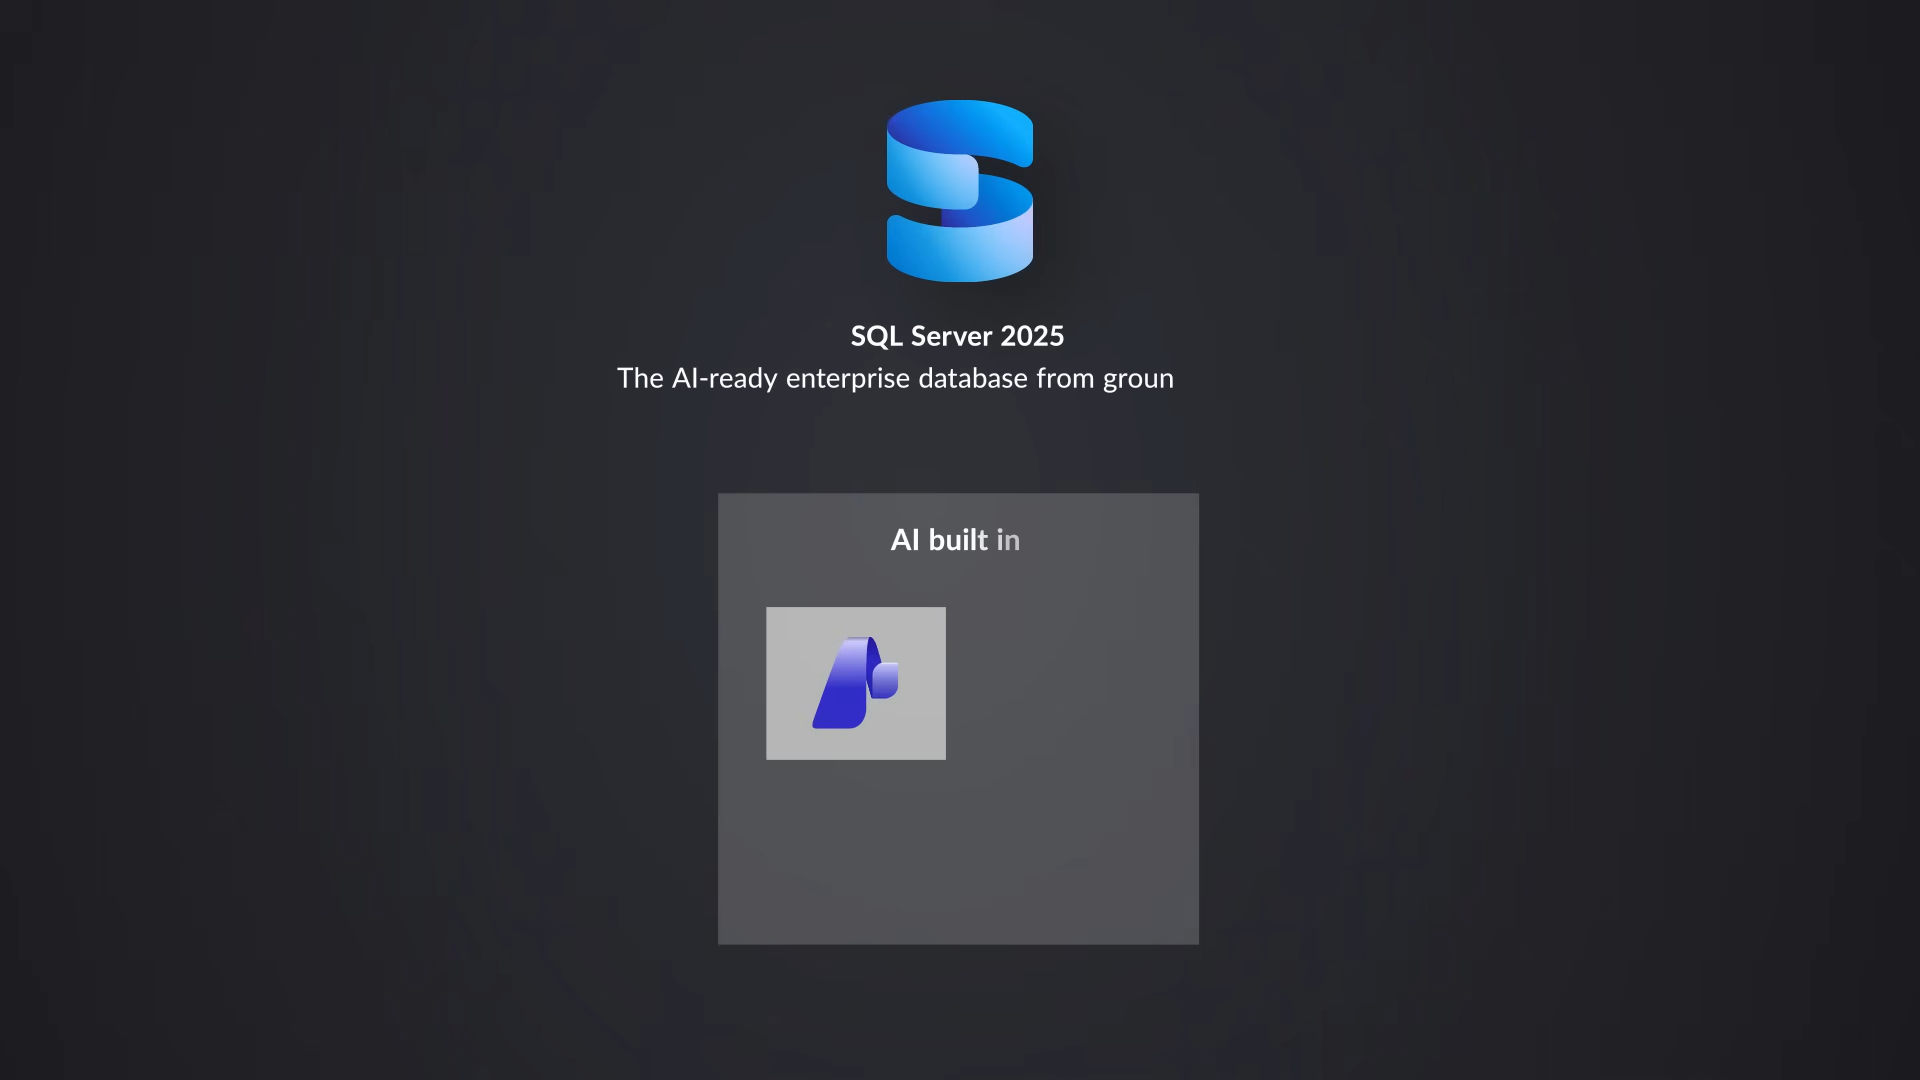 SQL Server 2025
The AI-ready enterprise database from groun
AI built in